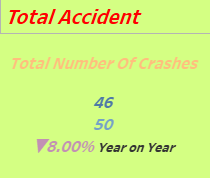 Total Accident
Total Number Of Crashes
46
50
▼8.00% Year on Year